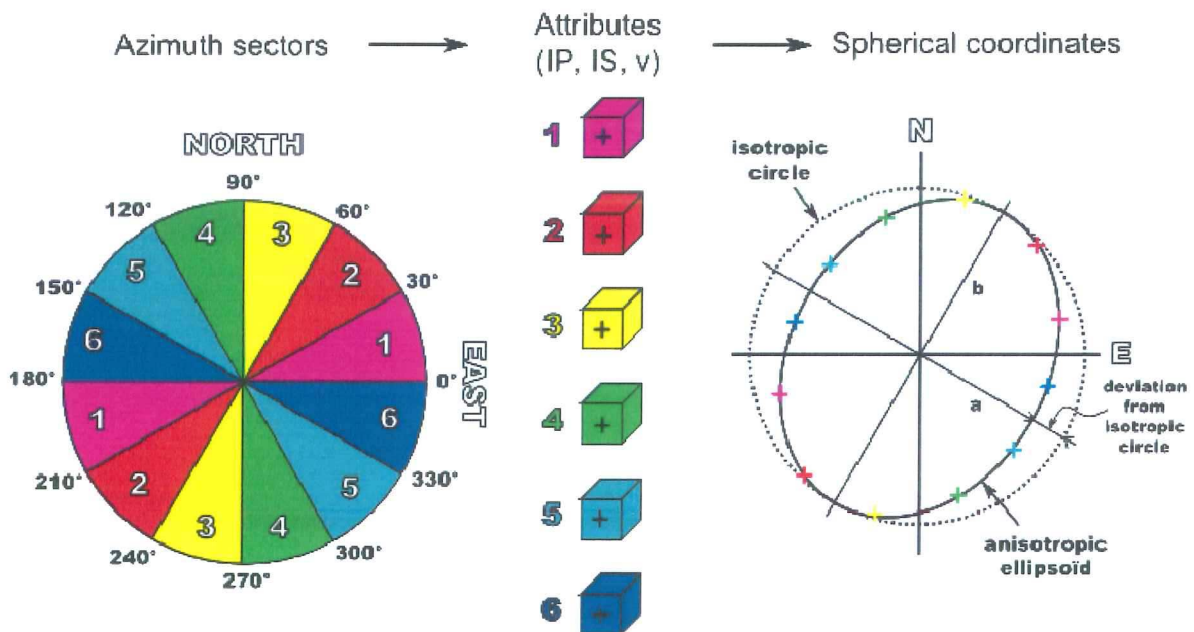 Azimuth sectors
Attributes
(IP, IS, v)
Spherical coordinates
NORTH
90°
120°
60°
150°
30°
180°
0°
210°
330°
240°
300°
270°
EAST
4
3
5
2
6
1
1
6
2
5
3
4
1
2
3
4
5
6
N
isotropic
circle
b
E
a
deviation
from
isotropic
circle
anisotropic
ellipsoïd